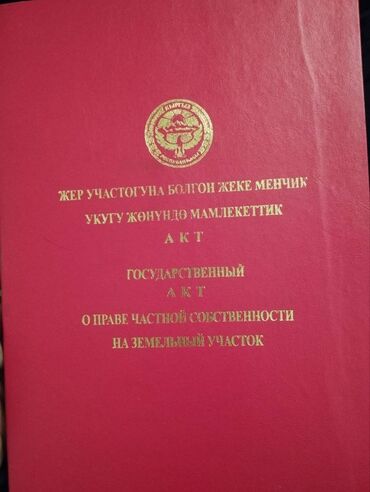 ЖЕР УЧАСТОГУНА БОЛГОН ЖЕКЕ МЕНЧИК
УКУГУ ЖӨНҮНДӨ МАМЛЕКЕТТИК
А К Т
ГОСУДАРСТВЕННЫЙ
А К Т
О ПРАВЕ ЧАСТНОЙ СОБСТВЕННОСТИ
НА ЗЕМЕЛЬНЫЙ УЧАСТОК